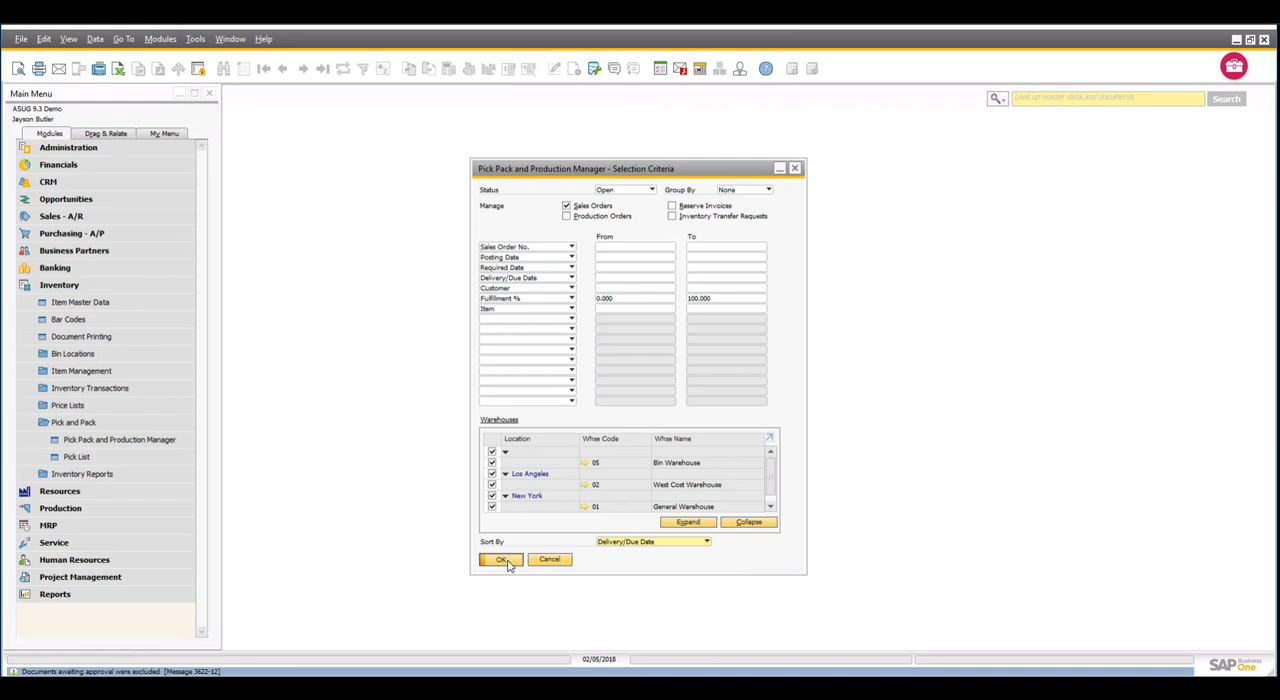 File Edit View Data Go To Modules Tools Window Help
Look up master data and documents
Search
Main Menu
ASUG 9.3 Demo
Jayson Butler
Modules Drag & Relate My Menu
Administration
Financials
CRM
Opportunities
Sales - A/R
Purchasing - A/P
Business Partners
Banking
Inventory
Item Master Data
Bar Codes
Document Printing
Bin Locations
Item Management
Inventory Transactions
Price Lists
Pick and Pack
Pick Pack and Production Manager
Pick List
Inventory Reports
Resources
Production
MRP
Service
Human Resources
Project Management
Reports
Pick Pack and Production Manager - Selection Criteria
Status Open Group By None
Manage Sales Orders Reserve Invoices
Production Orders Inventory Transfer Requests
From To
Sales Order No.
Posting Date
Required Date
Delivery/Due Date
Customer
Fulfillment % 0.000 100.000
Item
Warehouses
Location Whse Code Whse Name
05 Bin Warehouse
Los Angeles
02 West Cost Warehouse
New York
01 General Warehouse
Expand Collapse
Sort By Delivery/Due Date
OK Cancel
02/05/2018
Documents awaiting approval were excluded [Message 3622-12]
SAP Business One